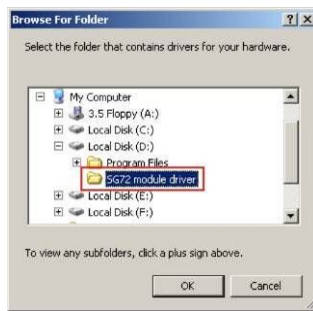 Browse For Folder
Select the folder that contains drivers for your hardware.
My Computer
3.5 Floppy (A:)
Local Disk (C:)
Local Disk (D:)
Program Files
SG72 module driver
Local Disk (E:)
Local Disk (F:)
To view any subfolders, click a plus sign above.
OK Cancel